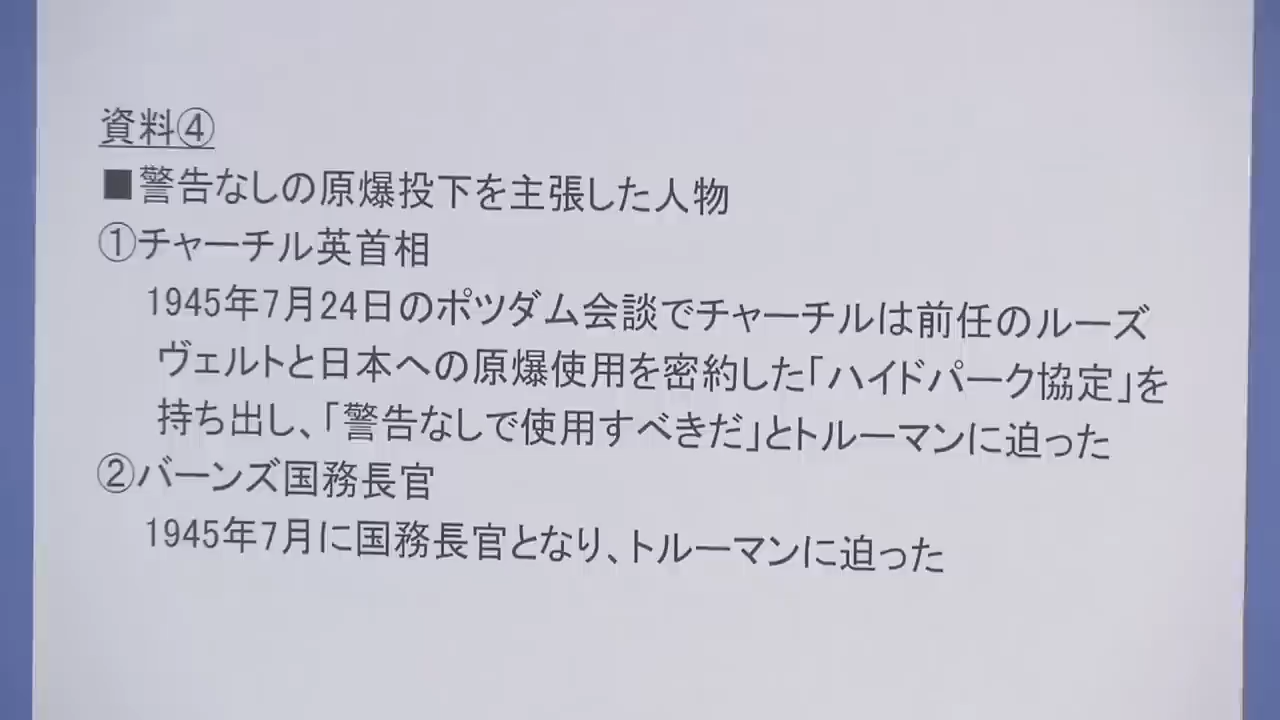 資料④
■警告なしの原爆投下を主張した人物
①チャーチル英首相
1945年7月24日のポツダム会談でチャーチルは前任のルーズ
ヴェルトと日本への原爆使用を密約した「ハイドパーク協定」を
持ち出し、「警告なしで使用すべきだ」とトルーマンに迫った
②バーンズ国務長官
1945年7月に国務長官となり、トルーマンに迫った